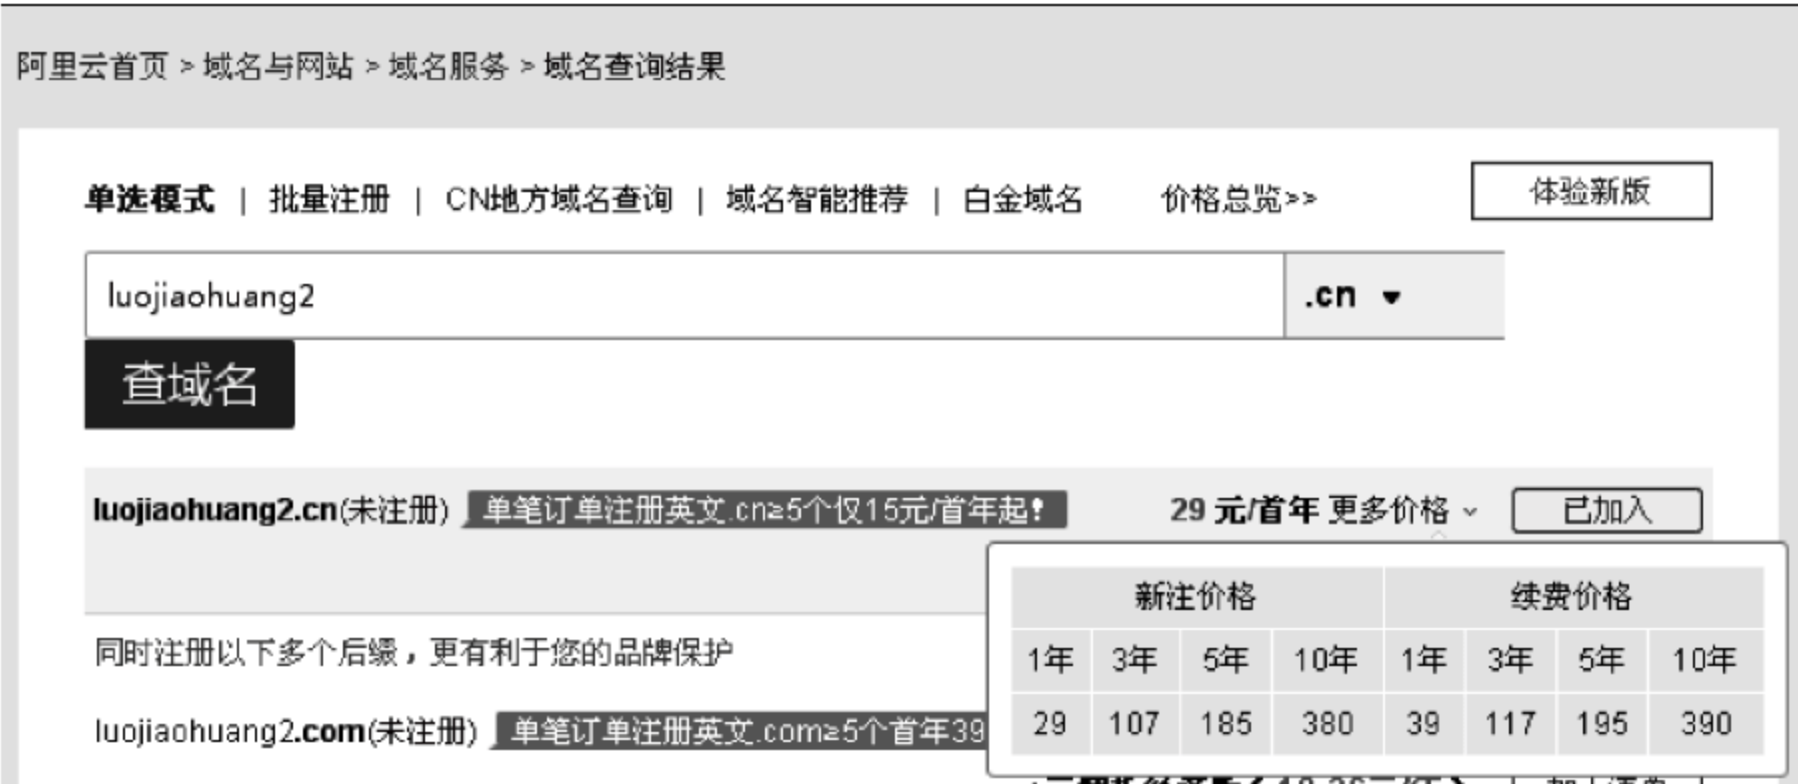 阿里云首页 > 域名与网站 > 域名服务 > 域名查询结果
单选模式 | 批量注册 | CN地方域名查询 | 域名智能推荐 | 白金域名 价格总览>> 体验新版
luojiaohuang2 .cn
查域名
luojiaohuang2.cn(未注册) 单笔订单注册英文.cn≥5个仅15元/首年起! 29 元/首年 更多价格 已加入
新注价格 续费价格
同时注册以下多个后缀，更有利于您的品牌保护
1年 3年 5年 10年 1年 3年 5年 10年
29 107 185 380 39 117 195 390
luojiaohuang2.com(未注册) 单笔订单注册英文.com≥5个首年39